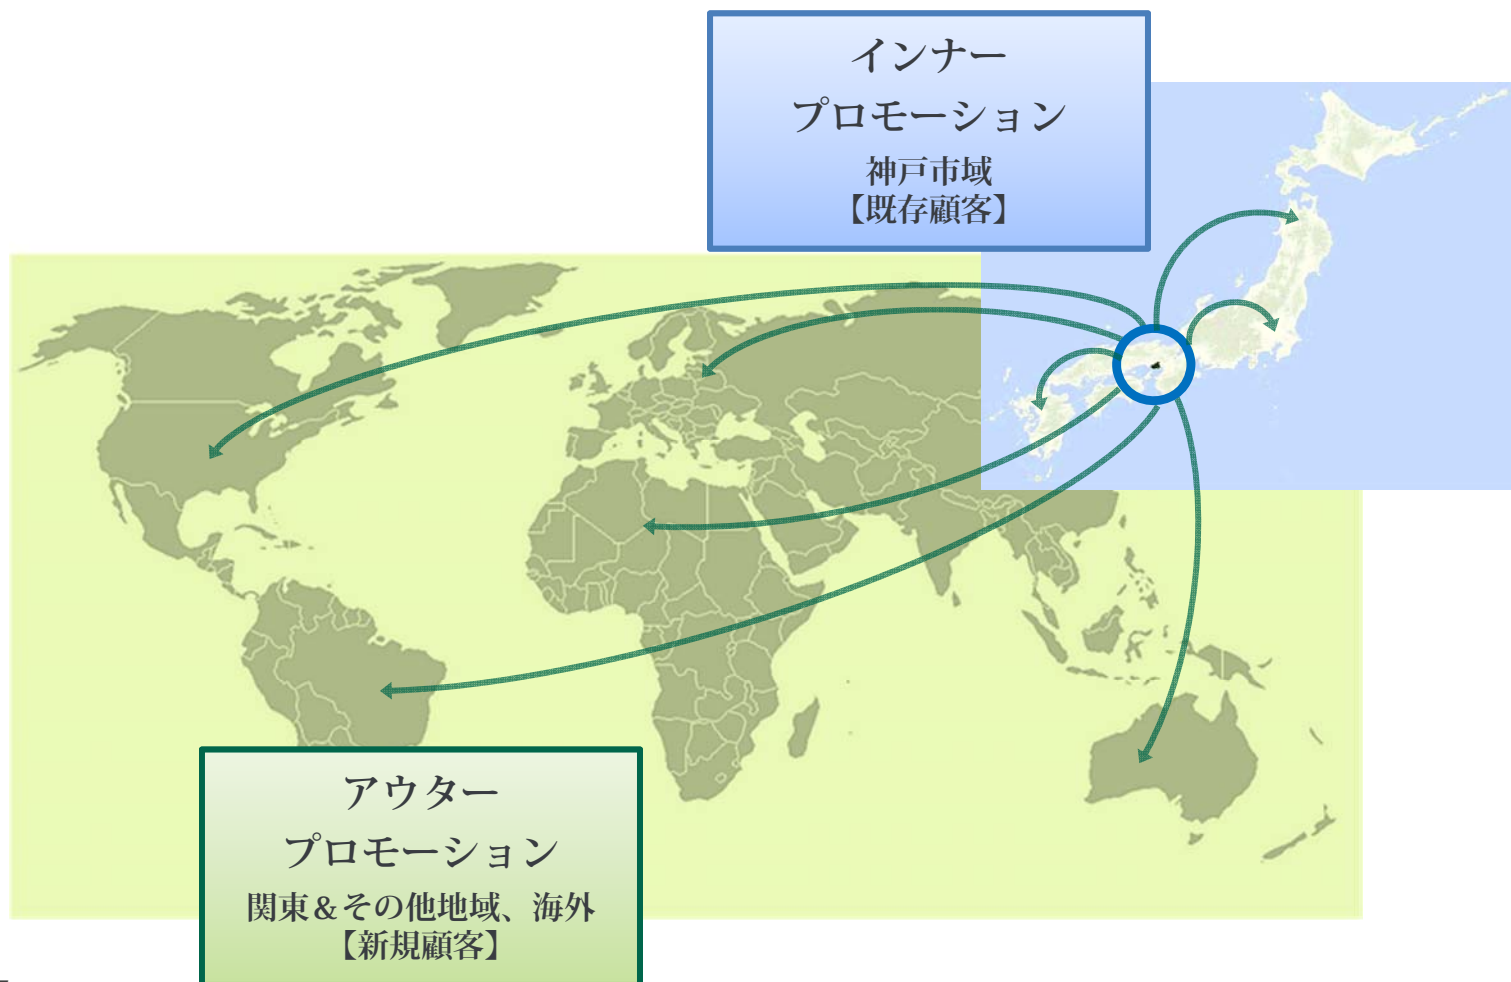 インナー
プロモーション
神戸市域
【既存顧客】
アウター
プロモーション
関東&その他地域、海外
【新規顧客】